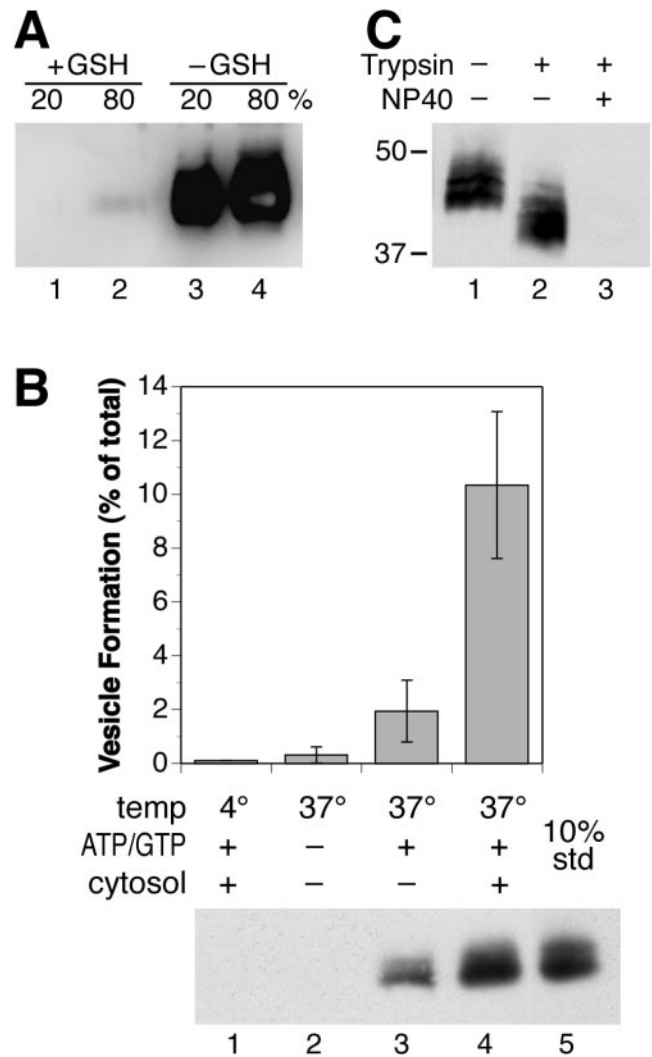 A
+GSH −GSH
20 80 20 80 %
1 2 3 4
C
Trypsin − + +
NP40 − − +
50
37
1 2 3
B
Vesicle Formation (% of total)
14
12
10
8
6
4
2
0
temp 4° 37° 37° 37°
ATP/GTP + − + +
cytosol + − − +
10%
std
1 2 3 4 5